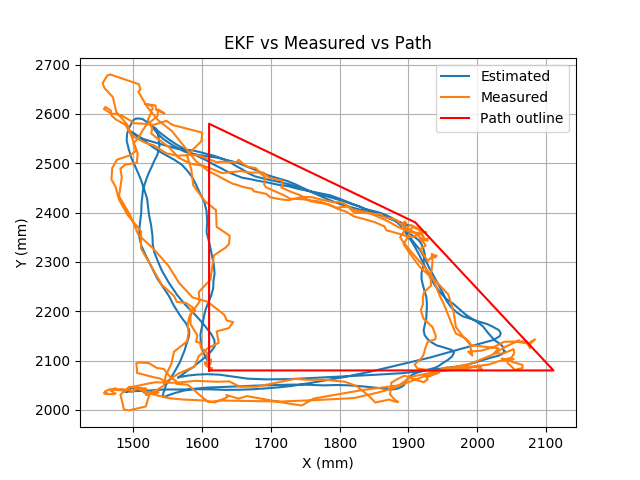 EKF vs Measured vs Path
2700
2600
2500
2400
2300
2200
2100
2000
Y (mm)
Estimated
Measured
Path outline
1500 1600 1700 1800 1900 2000 2100
X (mm)